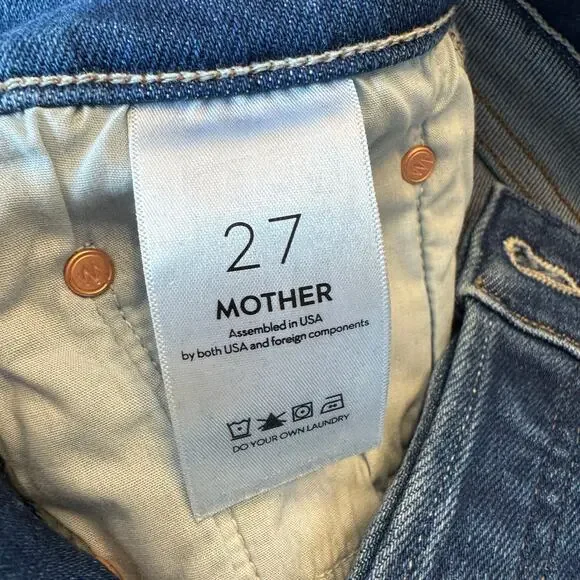 27
MOTHER
Assembled in USA
by both USA and foreign components
DO YOUR OWN LAUNDRY